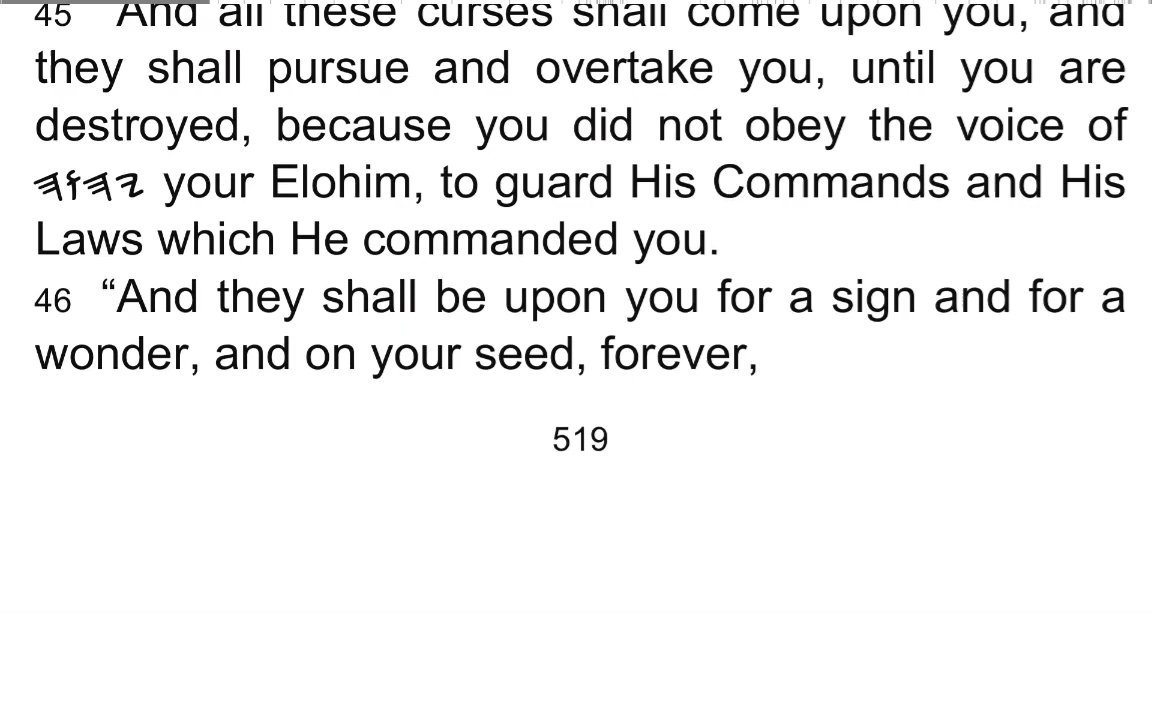 45 “And all these curses shall come upon you, and
they shall pursue and overtake you, until you are
destroyed, because you did not obey the voice of
𐤉𐤄𐤅𐤄 your Elohim, to guard His Commands and His
Laws which He commanded you.
46 “And they shall be upon you for a sign and for a
wonder, and on your seed, forever,
519